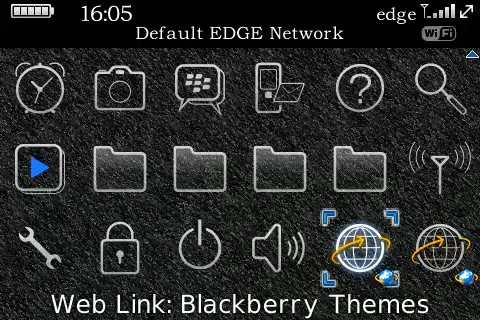 16:05
edge
Default EDGE Network
WiFi
Web Link: Blackberry Themes